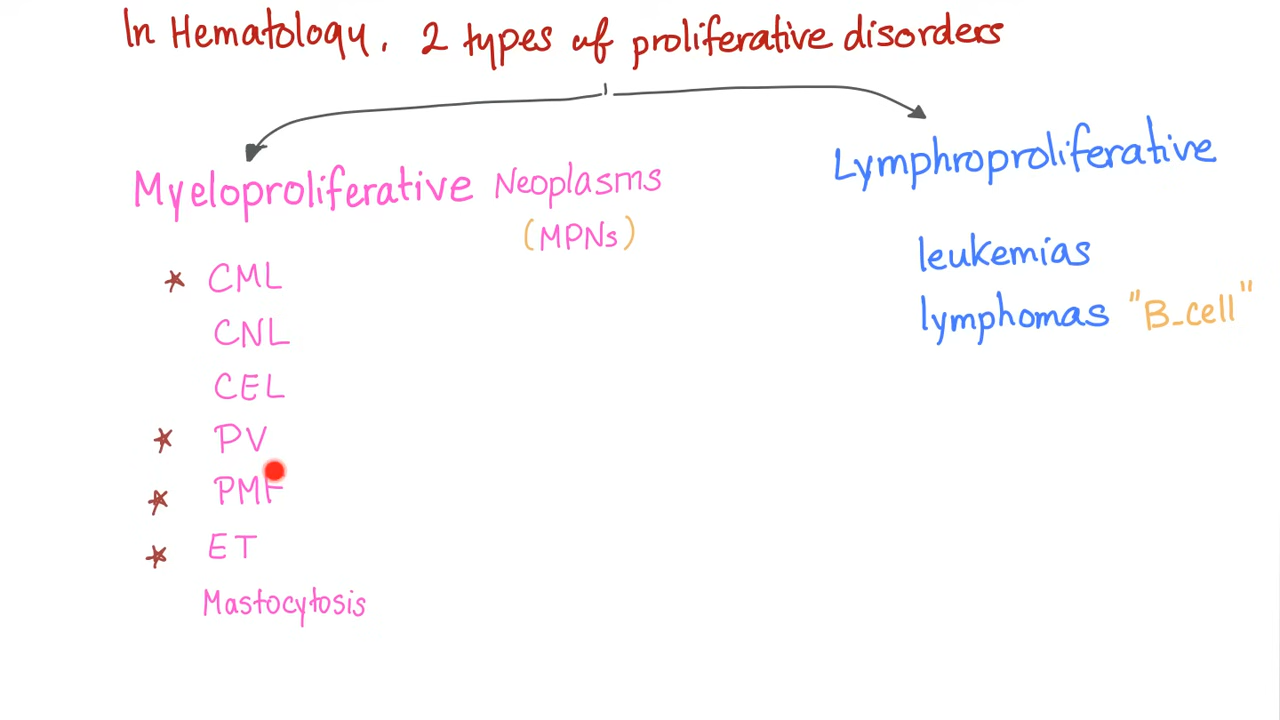 In Hematology, 2 types of proliferative disorders
Myeloproliferative Neoplasms
(MPNs)
CML
CNL
CEL
PV
PMF
ET
Mastocytosis
Lymphroproliferative
leukemias
lymphomas "B-cell"